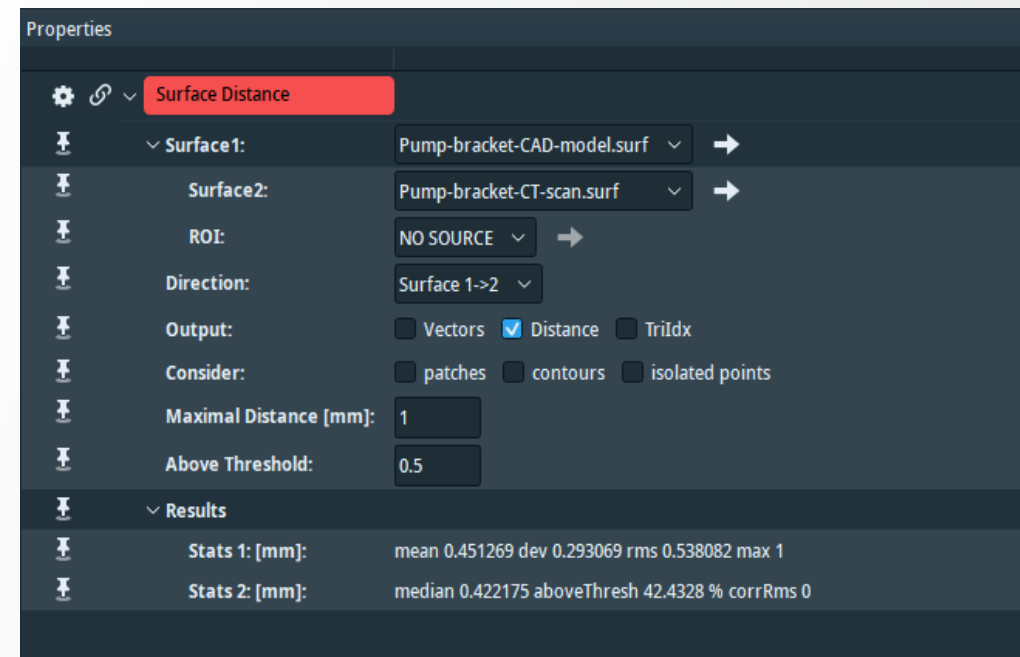 Properties
Surface Distance
Surface1: Pump-bracket-CAD-model.surf
Surface2: Pump-bracket-CT-scan.surf
ROI: NO SOURCE
Direction: Surface 1->2
Output: Vectors Distance TriIdx
Consider: patches contours isolated points
Maximal Distance [mm]: 1
Above Threshold: 0.5
Results
Stats 1: [mm]: mean 0.451269 dev 0.293069 rms 0.538082 max 1
Stats 2: [mm]: median 0.422175 aboveThresh 42.4328 % corrRms 0